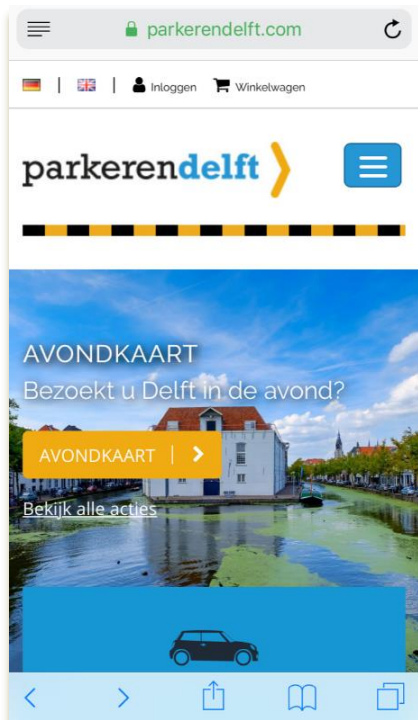 parkerendelft.com
Inloggen Winkelwagen
parkerendelft
AVONDKAART
Bezoekt u Delft in de avond?
AVONDKAART
Bekijk alle acties